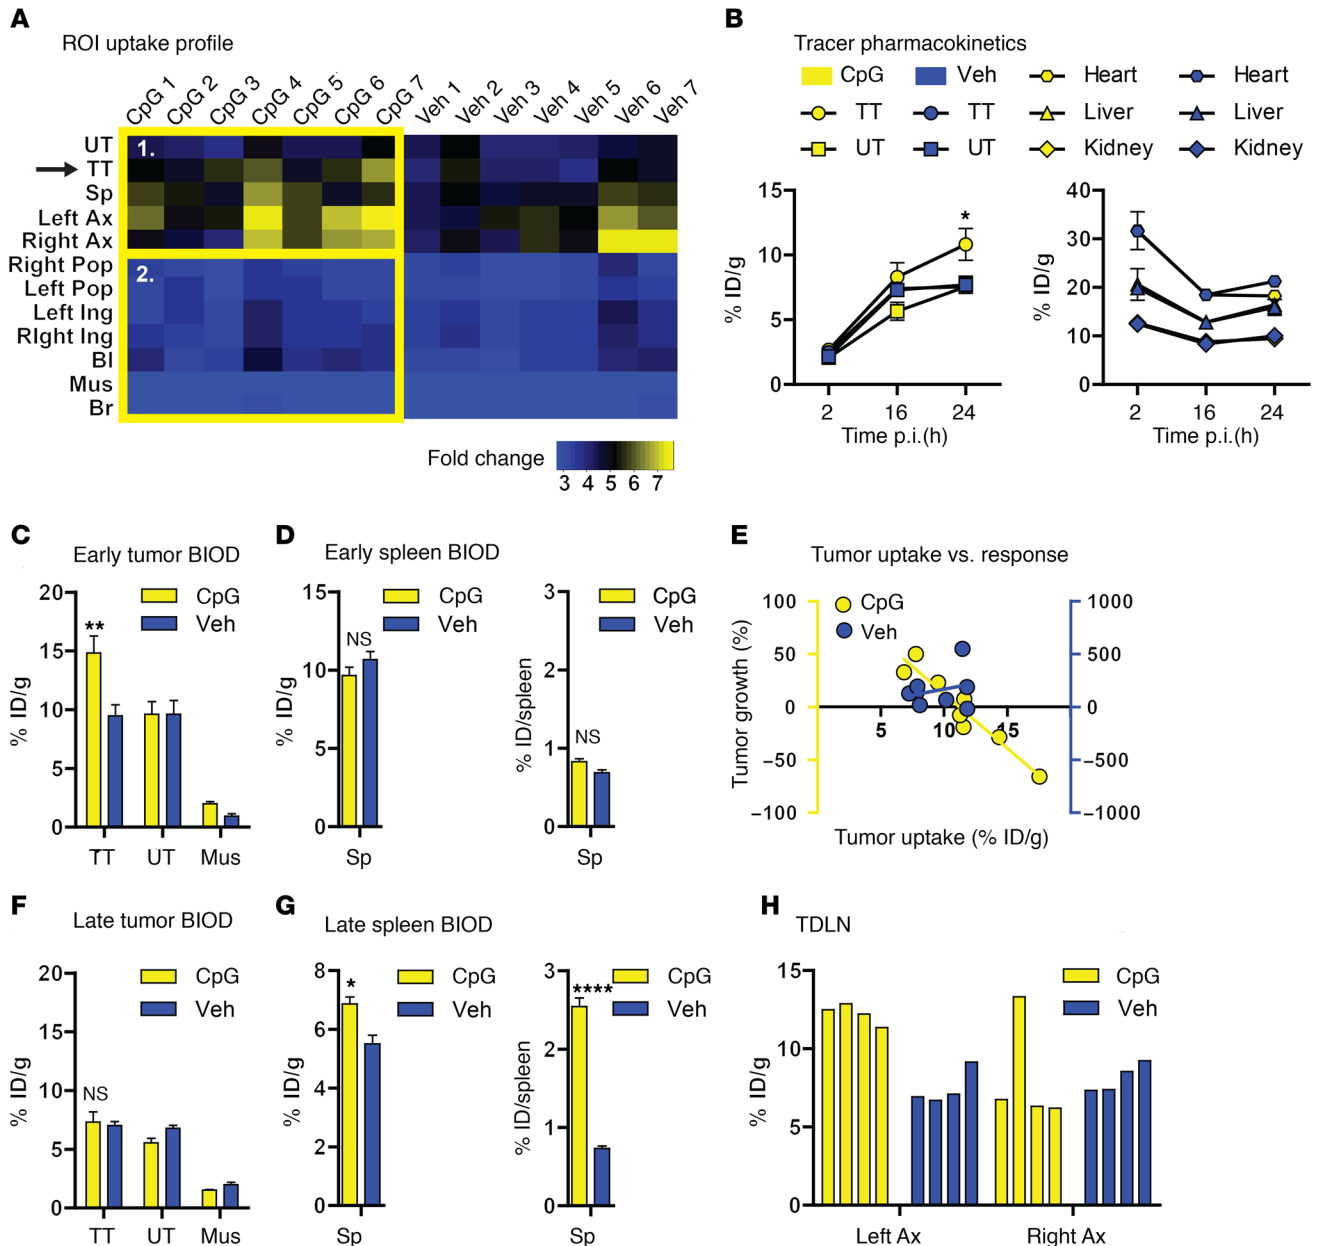 A
ROI uptake profile
CpG 1 CpG 2 CpG 3 CpG 4 CpG 5 CpG 6 CpG 7 Veh 1 Veh 2 Veh 3 Veh 4 Veh 5 Veh 6 Veh 7
1.
UT
TT
Sp
Left Ax
Right Ax
2.
Right Pop
Left Pop
Left Ing
RIght Ing
Bl
Mus
Br
Fold change
3 4 5 6 7
B
Tracer pharmacokinetics
CpG Veh Heart Heart
TT TT Liver Liver
UT UT Kidney Kidney
% ID/g
15
10
5
0
*
2 16 24
Time p.i.(h)
% ID/g
40
30
20
10
0
2 16 24
Time p.i.(h)
C
Early tumor BIOD
CpG
Veh
% ID/g
20
15
10
5
0
**
TT UT Mus
D
Early spleen BIOD
CpG
Veh
% ID/g
15
10
5
0
NS
Sp
CpG
Veh
% ID/spleen
3
2
1
0
NS
Sp
E
Tumor uptake vs. response
CpG
Veh
Tumor growth (%)
100
50
0
−50
−100
5 10 15
1000
500
0
−500
−1000
Tumor uptake (% ID/g)
F
Late tumor BIOD
CpG
Veh
% ID/g
20
15
10
5
0
NS
TT UT Mus
G
Late spleen BIOD
CpG
Veh
% ID/g
8
6
4
2
0
*
Sp
CpG
Veh
% ID/spleen
3
2
1
0
****
Sp
H
TDLN
CpG
Veh
% ID/g
15
10
5
0
Left Ax Right Ax